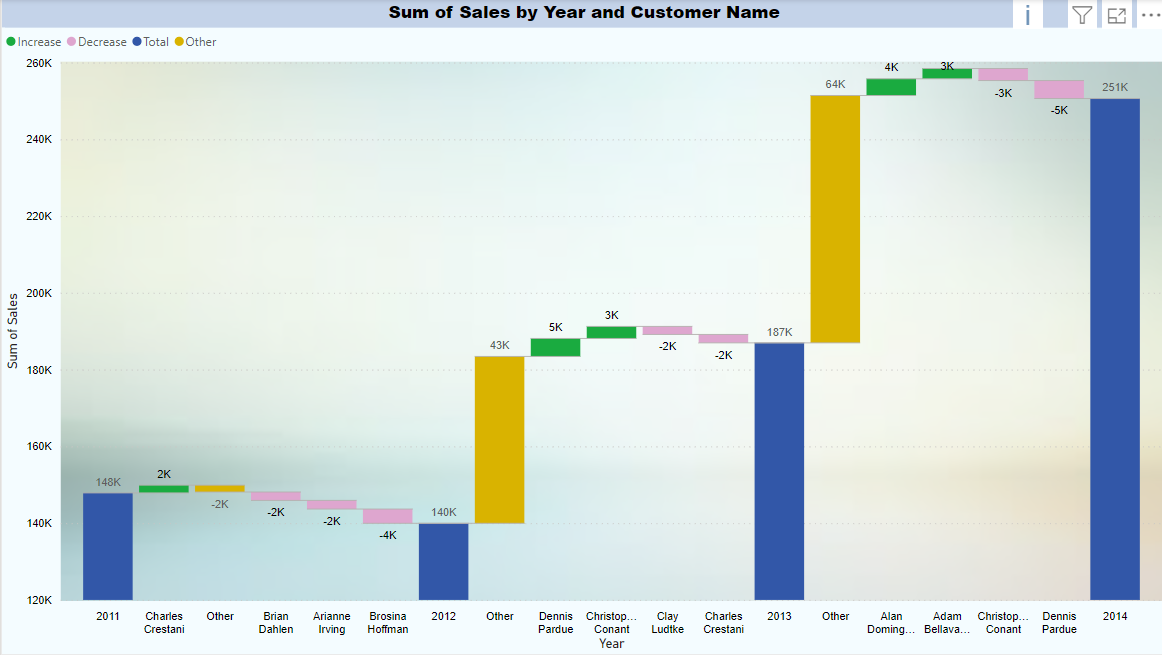 Sum of Sales by Year and Customer Name
Increase Decrease Total Other
Sum of Sales
260K
240K
220K
200K
180K
160K
140K
120K
148K
2K
-2K
-2K
-2K
-4K
140K
43K
5K
3K
-2K
-2K
187K
64K
4K
3K
-3K
-5K
251K
2011
Charles
Crestani
Other
Brian
Dahlen
Arianne
Irving
Brosina
Hoffman
2012
Other
Dennis
Pardue
Christop...
Conant
Clay
Ludtke
Charles
Crestani
2013
Other
Alan
Doming...
Adam
Bellava...
Christop...
Conant
Dennis
Pardue
2014
Year